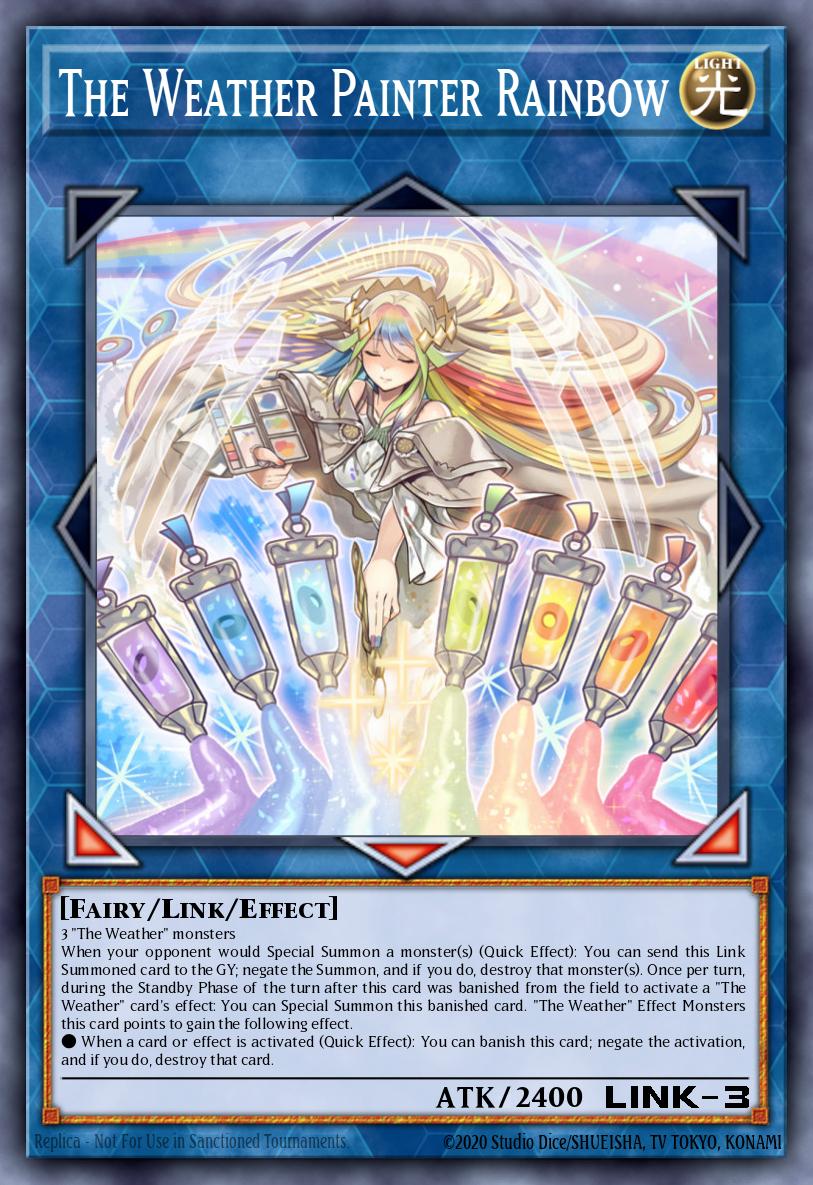 The Weather Painter Rainbow
LIGHT
光
[Fairy/Link/Effect]
3 "The Weather" monsters
When your opponent would Special Summon a monster(s) (Quick Effect): You can send this Link
Summoned card to the GY; negate the Summon, and if you do, destroy that monster(s). Once per turn,
during the Standby Phase of the turn after this card was banished from the field to activate a "The
Weather" card's effect: You can Special Summon this banished card. "The Weather" Effect Monsters
this card points to gain the following effect.
● When a card or effect is activated (Quick Effect): You can banish this card; negate the activation,
and if you do, destroy that card.
ATK/2400 LINK-3
Replica - Not For Use in Sanctioned Tournaments.
©2020 Studio Dice/SHUEISHA, TV TOKYO, KONAMI